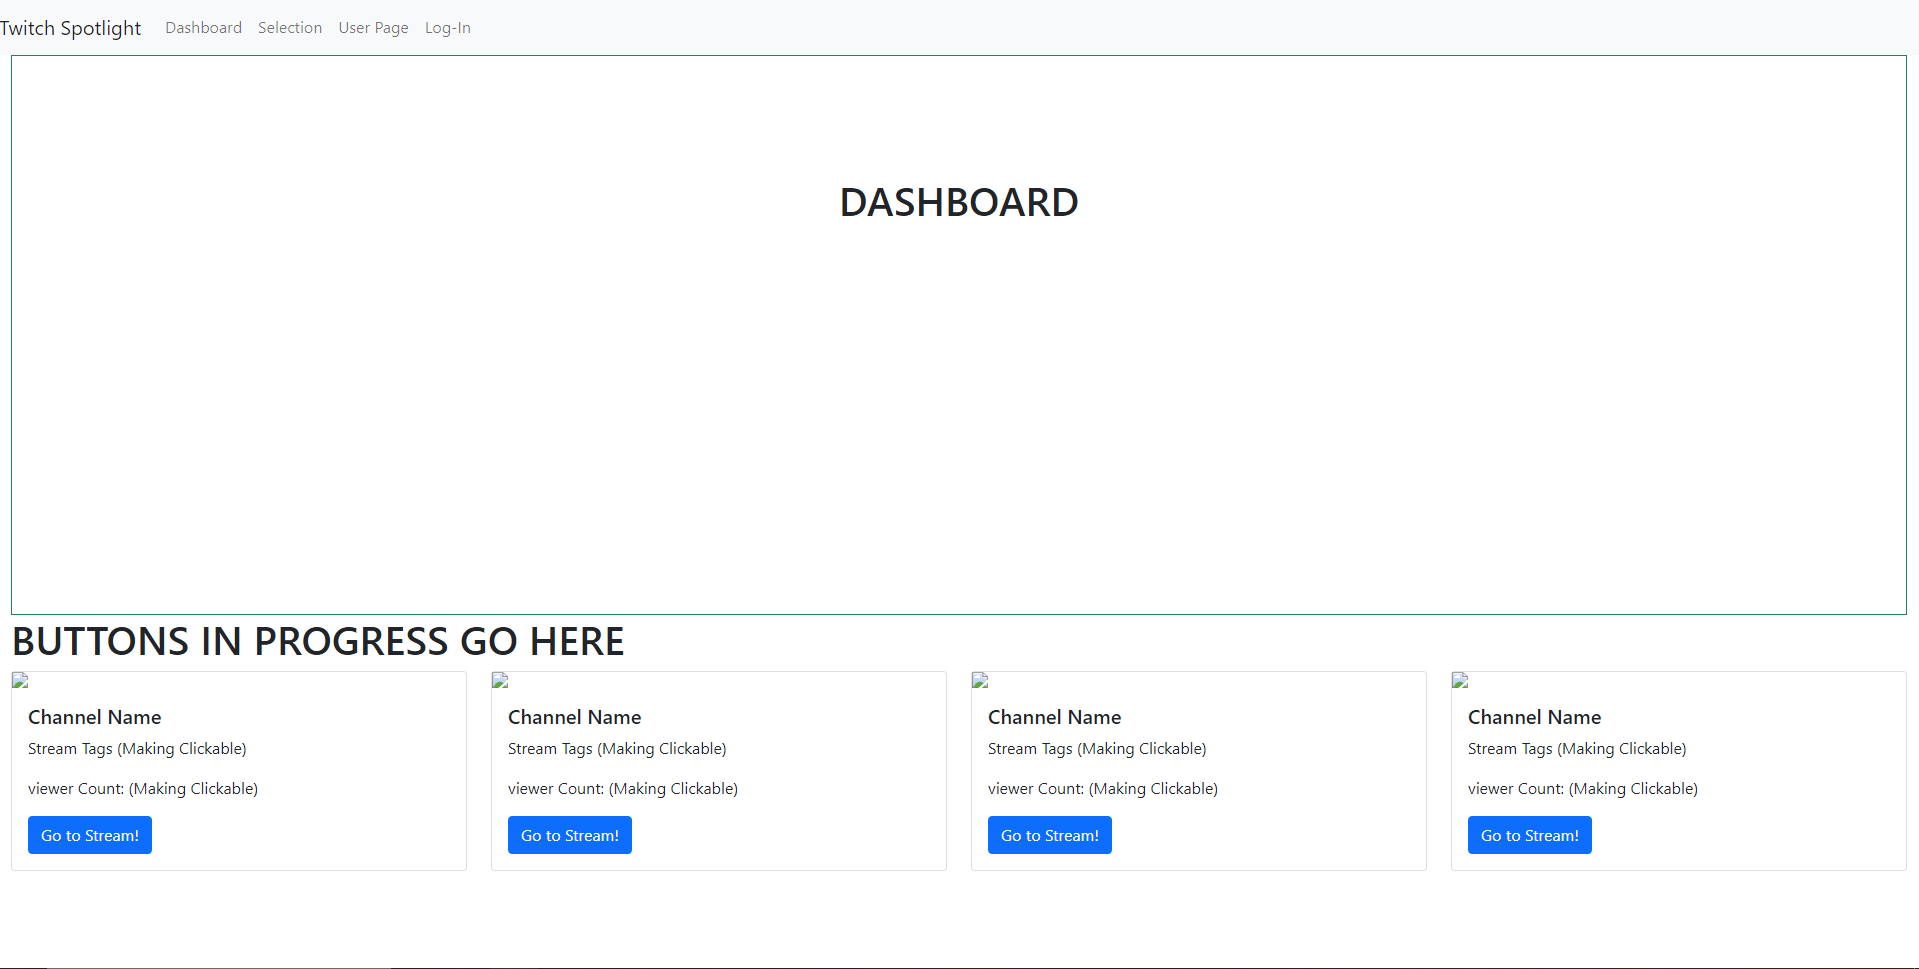 Twitch Spotlight Dashboard Selection User Page Log-In
DASHBOARD
BUTTONS IN PROGRESS GO HERE
Channel Name
Stream Tags (Making Clickable)
viewer Count: (Making Clickable)
Go to Stream!
Channel Name
Stream Tags (Making Clickable)
viewer Count: (Making Clickable)
Go to Stream!
Channel Name
Stream Tags (Making Clickable)
viewer Count: (Making Clickable)
Go to Stream!
Channel Name
Stream Tags (Making Clickable)
viewer Count: (Making Clickable)
Go to Stream!